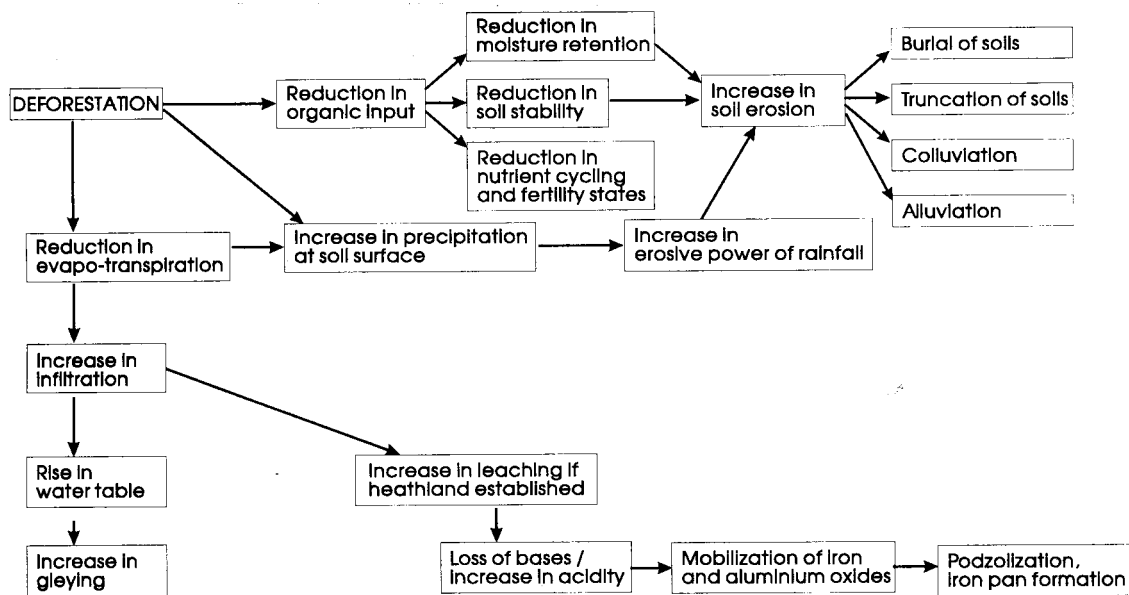 DEFORESTATION
Reduction in
organic input
Reduction in
moisture retention
Reduction in
soil stability
Reduction in
nutrient cycling
and fertility states
Increase in
soil erosion
Burial of soils
Truncation of soils
Colluviation
Alluviation
Reduction in
evapo-transpiration
Increase in precipitation
at soil surface
Increase in
erosive power of rainfall
Increase in
infiltration
Rise in
water table
Increase in
gleying
Increase in leaching if
heathland established
Loss of bases /
increase in acidity
Mobilization of iron
and aluminium oxides
Podzolization,
iron pan formation